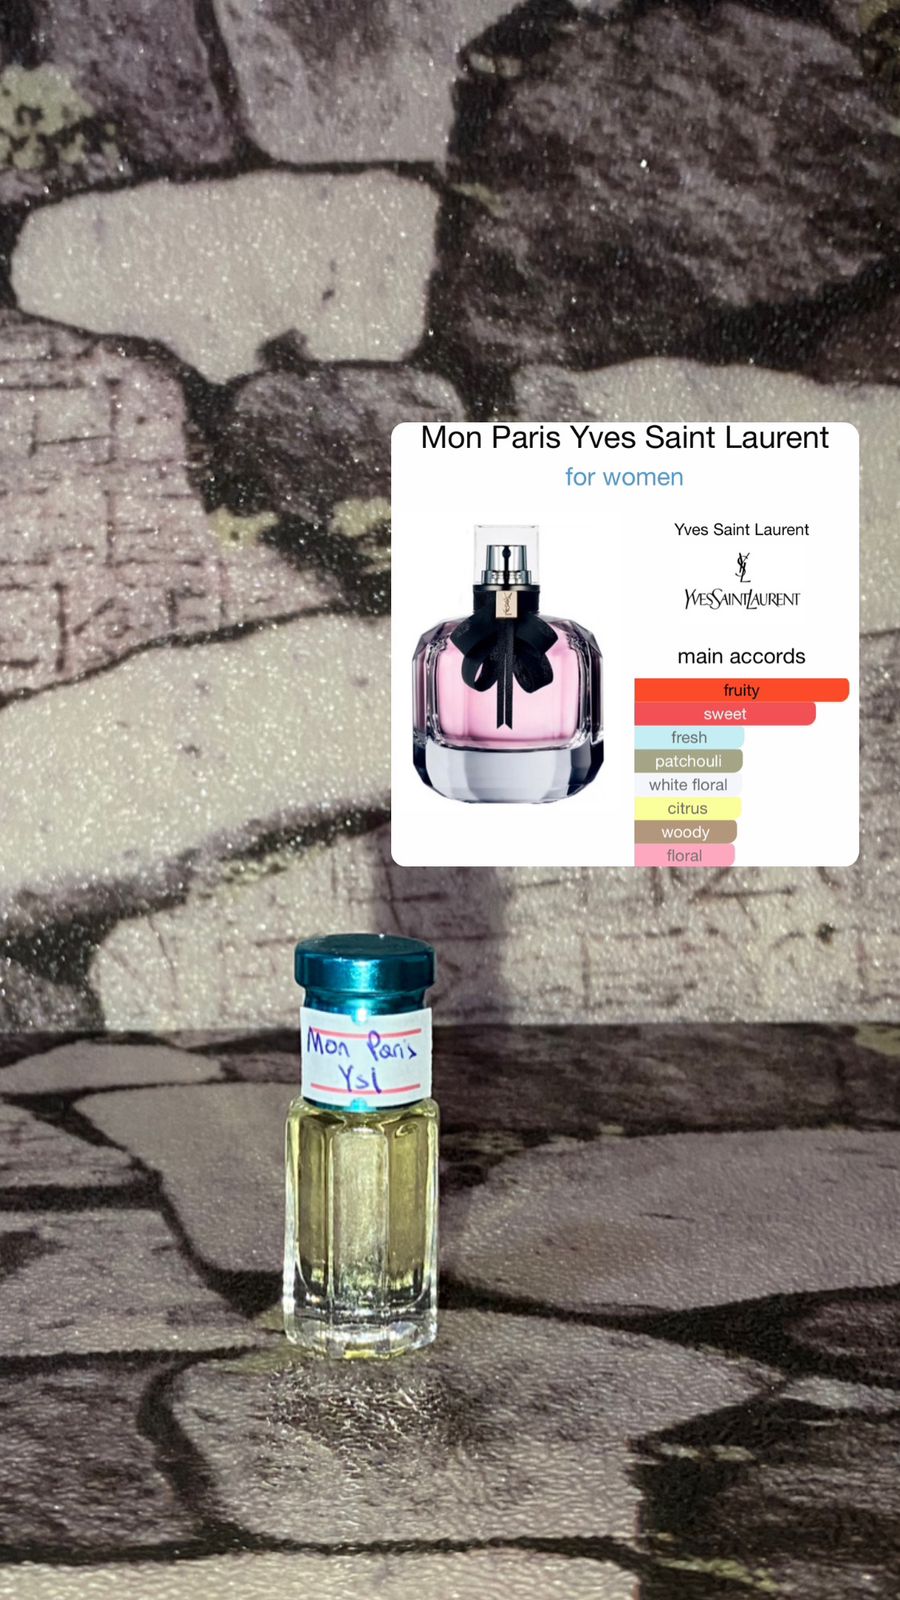 Mon Paris Yves Saint Laurent
for women
Yves Saint Laurent
YSL
YVESSAINTLAURENT
main accords
fruity
sweet
fresh
patchouli
white floral
citrus
woody
floral
Mon Paris
Ysl